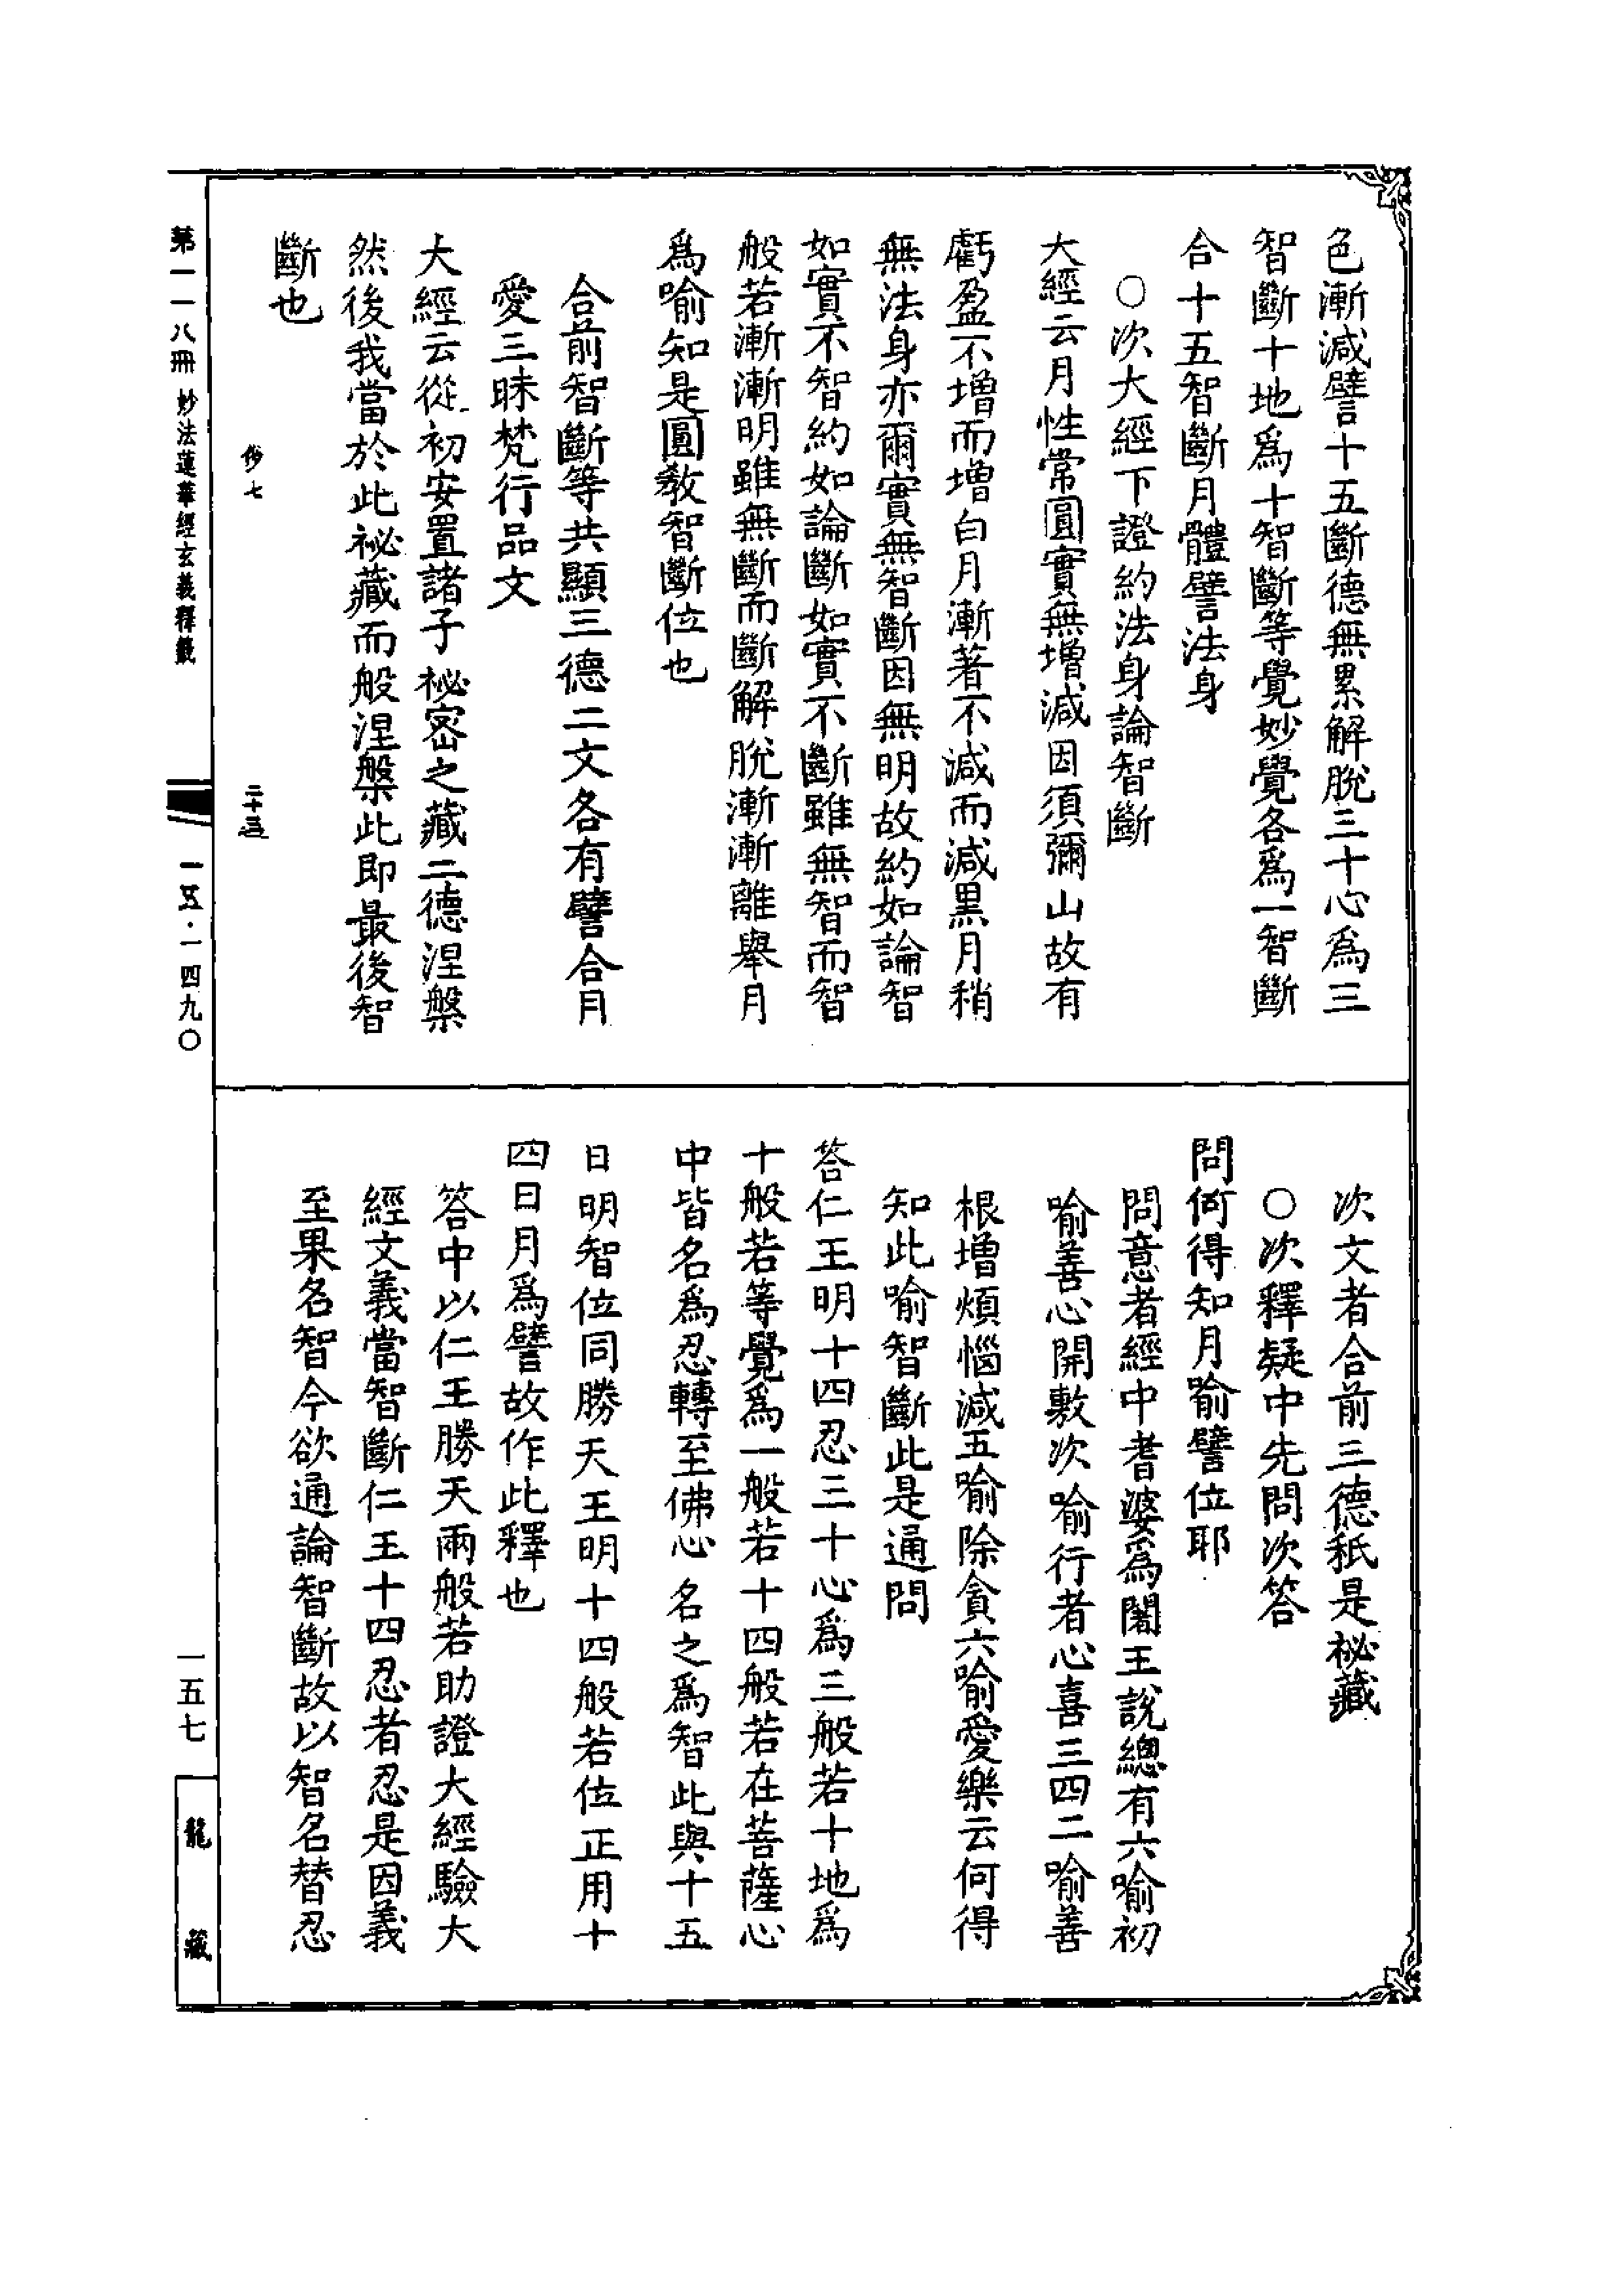 色漸減譬十五斷德無累解脫三十心爲三
智斷十地爲十智斷等覺妙覺各爲一智斷
合十五智斷月體譬法身
○次大經下證約法身論智斷
大經云月性常圓實無增減因須彌山故有
虧盈不增而增白月漸著不減而減黑月稍
無法身亦爾實無智斷因無明故約如論智
如實不智約如論斷如實不斷雖無智而智
般若漸漸明雖無斷而斷解脫漸漸離舉月
爲喻知是圓教智斷位也
合前智斷等共顯三德二文各有譬合月
愛三昧梵行品文
大經云從初安置諸子祕密之藏三德涅槃
然後我當於此祕藏而般涅槃此即最後智
斷也
次文者合前三德秖是祕藏
○次釋疑中先問次答
問何得知月喻譬位耶
問意者經中耆婆爲闍王說總有六喻初
喻善心開敷次喻行者心喜三四二喻善
根增煩惱減五喻除貪六喻愛樂云何得
知此喻智斷此是通問
答仁王明十四忍三十心爲三般若十地爲
十般若等覺爲一般若十四般若在菩薩心
中皆名爲忍轉至佛心名之爲智此與十五
日明智位同勝天王明十四般若位正用十
四日月爲譬故作此釋也
答中以仁王勝天兩般若助證大經驗大
經文義當智斷仁王十四忍者忍是因義
至果名智今欲通論智斷故以智名替忍
第一一八冊 妙法蓮華經玄義釋籤
一五·一四九〇
一五七
龍藏